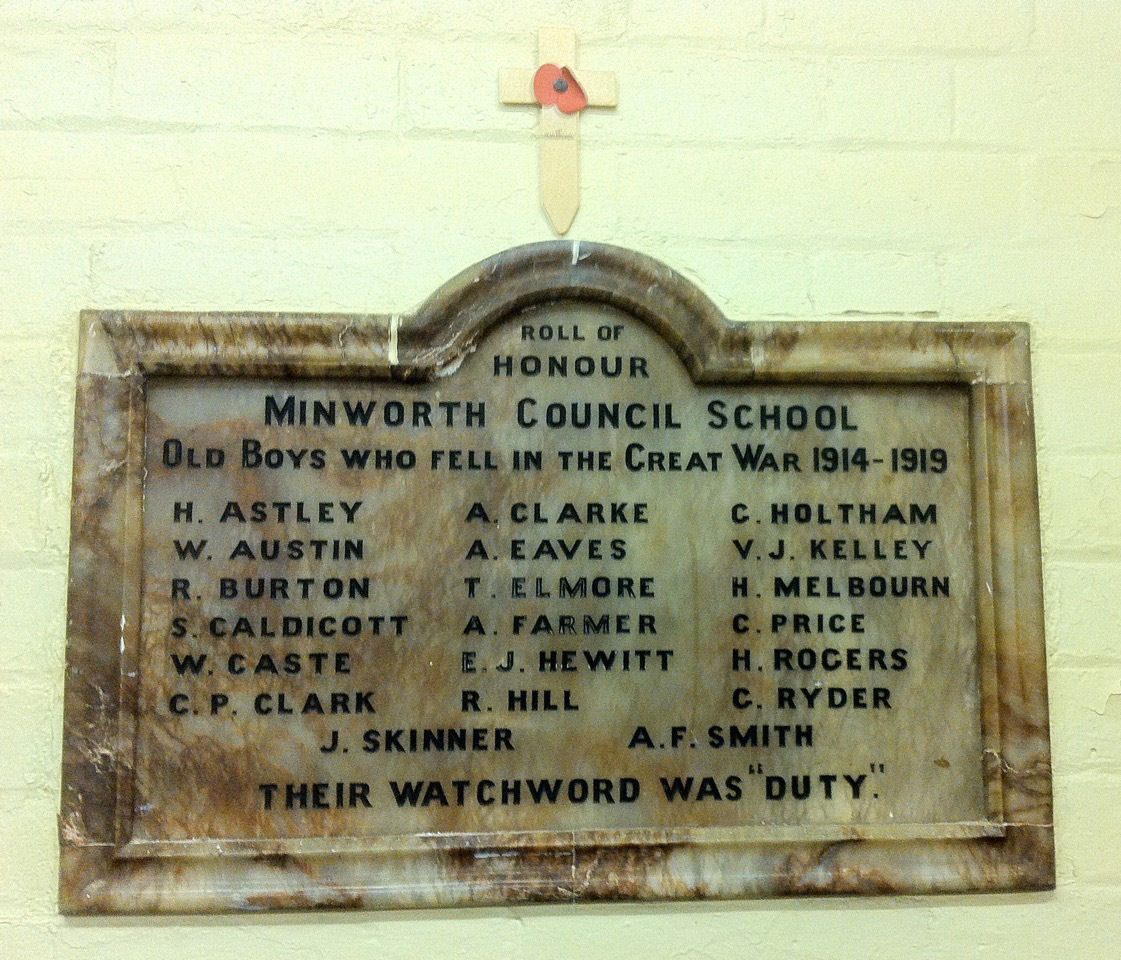 ROLL OF
HONOUR
MINWORTH COUNCIL SCHOOL
OLD BOYS WHO FELL IN THE GREAT WAR 1914-1919
H. ASTLEY A. CLARKE C. HOLTHAM
W. AUSTIN A. EAVES V. J. KELLEY
R. BURTON T. ELMORE H. MELBOURN
S. CALDICOTT A. FARMER C. PRICE
W. CASTE E. J. HEWITT H. ROGERS
C. P. CLARK R. HILL G. RYDER
J. SKINNER A. F. SMITH
THEIR WATCHWORD WAS "DUTY".